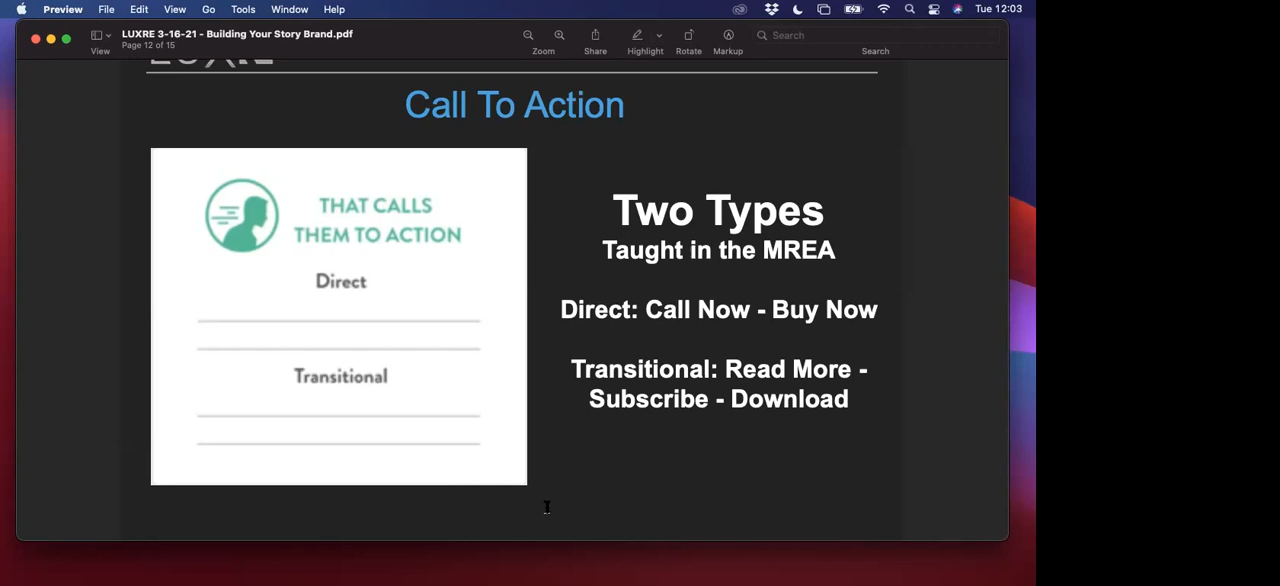 Preview File Edit View Go Tools Window Help Tue 12:03
LUXRE 3-16-21 - Building Your Story Brand.pdf
Page 12 of 15
Search
View Zoom Share Highlight Rotate Markup Search
Call To Action
THAT CALLS
THEM TO ACTION
Direct
Transitional
Two Types
Taught in the MREA
Direct: Call Now - Buy Now
Transitional: Read More -
Subscribe - Download